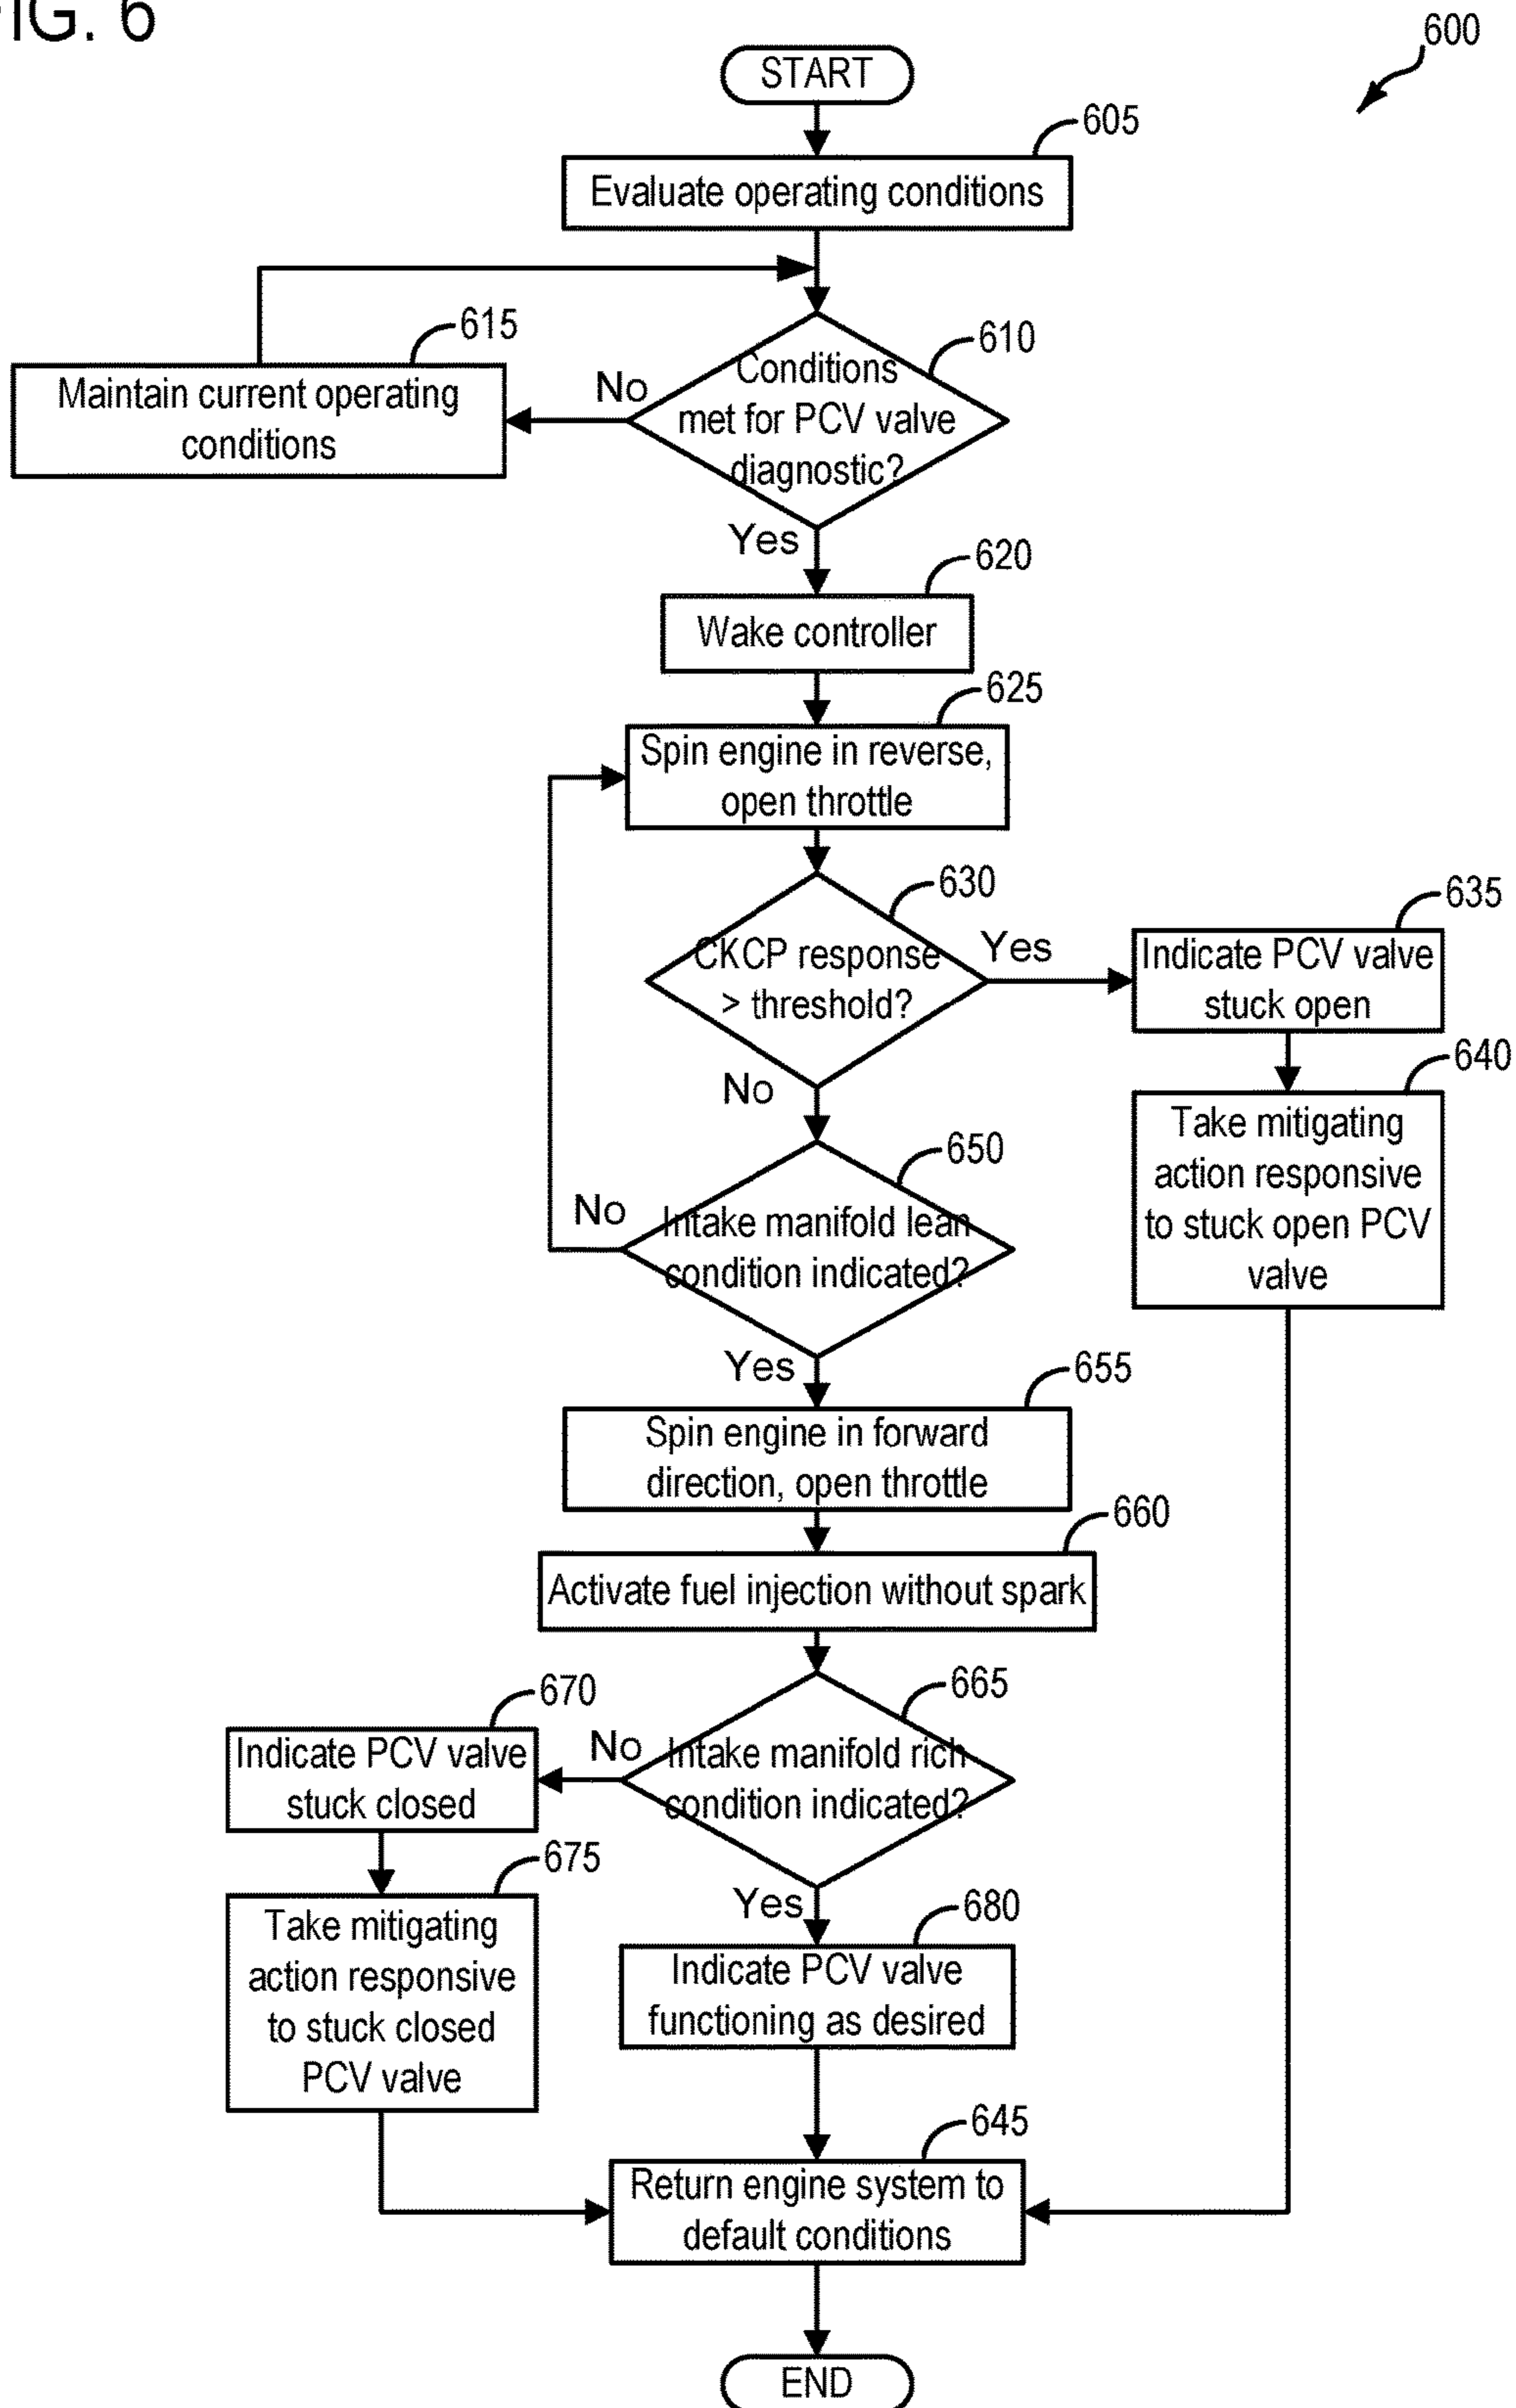 FIG. 6
600
START
605
Evaluate operating conditions
615
Maintain current operating
conditions
610
Conditions
met for PCV valve
diagnostic?
No
Yes
620
Wake controller
625
Spin engine in reverse,
open throttle
630
CKCP response
> threshold?
Yes
No
635
Indicate PCV valve
stuck open
640
Take mitigating
action responsive
to stuck open PCV
valve
650
Intake manifold lean
condition indicated?
No
Yes
655
Spin engine in forward
direction, open throttle
660
Activate fuel injection without spark
665
Intake manifold rich
condition indicated?
No
Yes
670
Indicate PCV valve
stuck closed
675
Take mitigating
action responsive
to stuck closed
PCV valve
680
Indicate PCV valve
functioning as desired
645
Return engine system to
default conditions
END